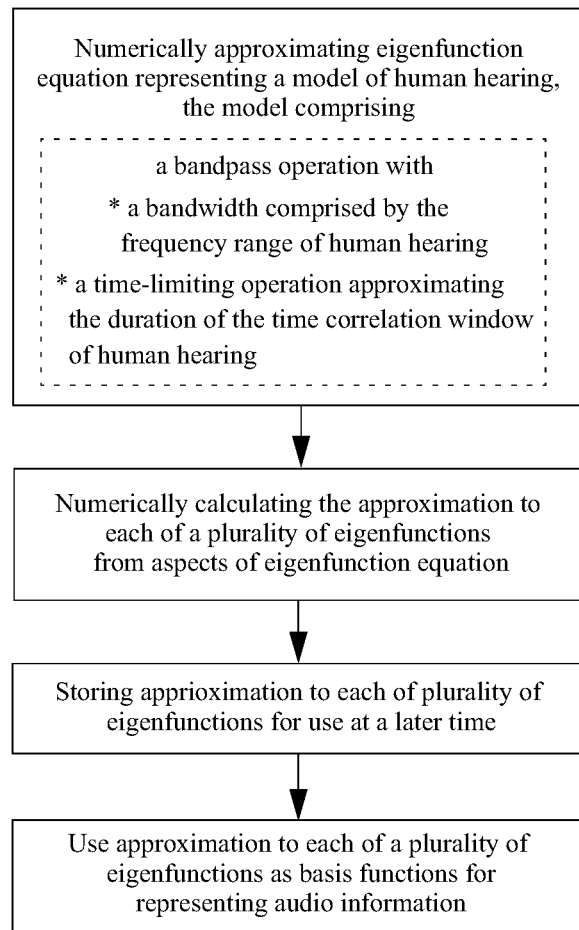 Numerically approximating eigenfunction
equation representing a model of human hearing,
the model comprising
a bandpass operation with
* a bandwidth comprised by the
frequency range of human hearing
* a time-limiting operation approximating
the duration of the time correlation window
of human hearing
Numerically calculating the approximation to
each of a plurality of eigenfunctions
from aspects of eigenfunction equation
Storing apprioximation to each of plurality of
eigenfunctions for use at a later time
Use approximation to each of a plurality of
eigenfunctions as basis functions for
representing audio information